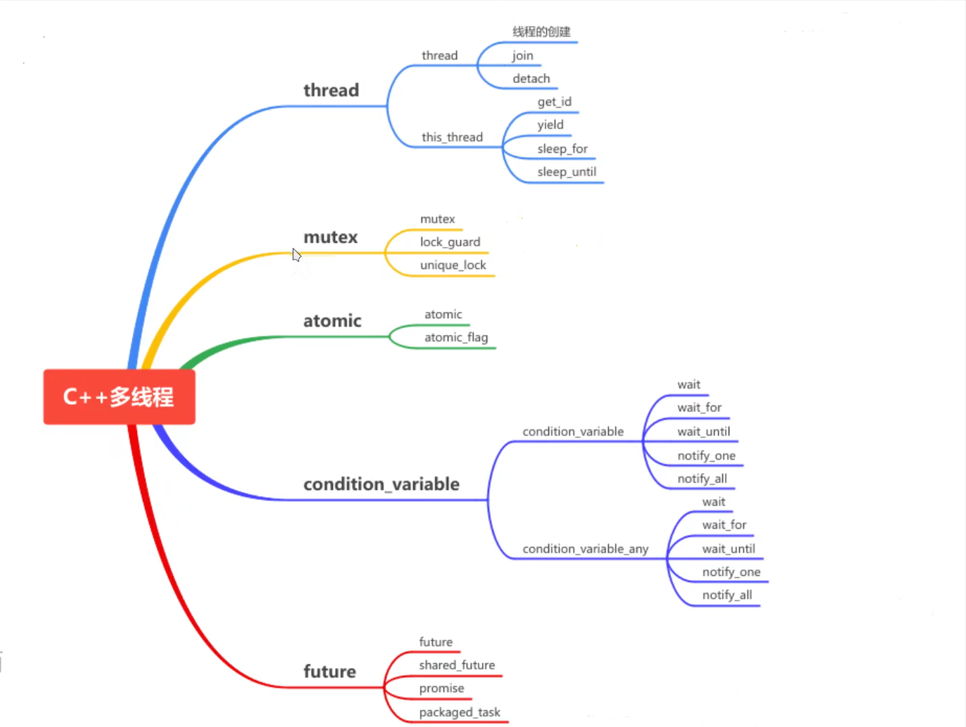 C++多线程
thread
thread
线程的创建
join
detach
this_thread
get_id
yield
sleep_for
sleep_until
mutex
mutex
lock_guard
unique_lock
atomic
atomic
atomic_flag
condition_variable
condition_variable
wait
wait_for
wait_until
notify_one
notify_all
condition_variable_any
wait
wait_for
wait_until
notify_one
notify_all
future
future
shared_future
promise
packaged_task